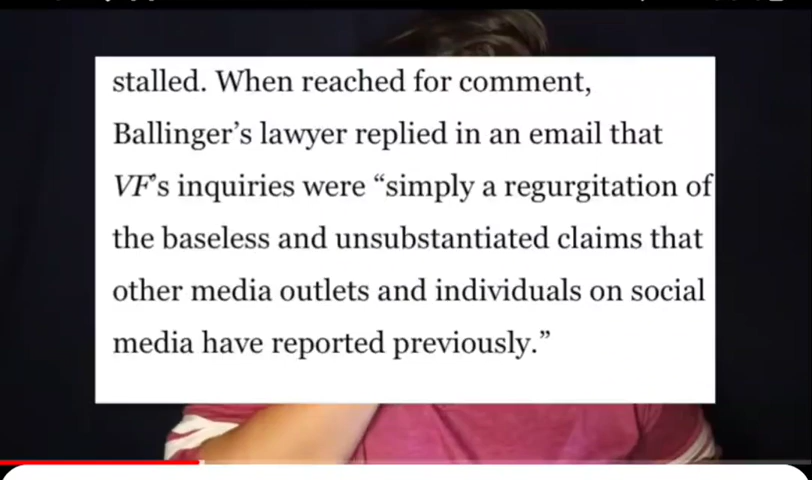 stalled. When reached for comment,
Ballinger’s lawyer replied in an email that
VF’s inquiries were “simply a regurgitation of
the baseless and unsubstantiated claims that
other media outlets and individuals on social
media have reported previously.”